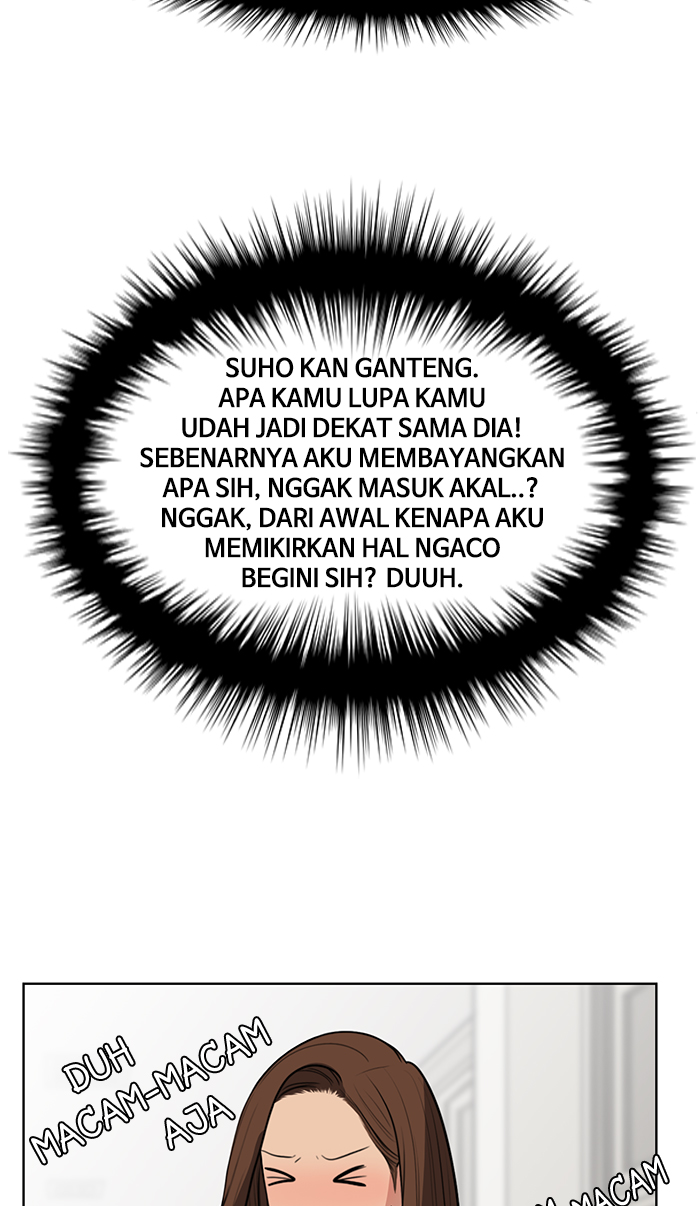 SUHO KAN GANTENG.
APA KAMU LUPA KAMU
UDAH JADI DEKAT SAMA DIA!
SEBENARNYA AKU MEMBAYANGKAN
APA SIH, NGGAK MASUK AKAL..?
NGGAK, DARI AWAL KENAPA AKU
MEMIKIRKAN HAL NGACO
BEGINI SIH? DUUH.
DUH
MACAM-MACAM
AJA
MACAM